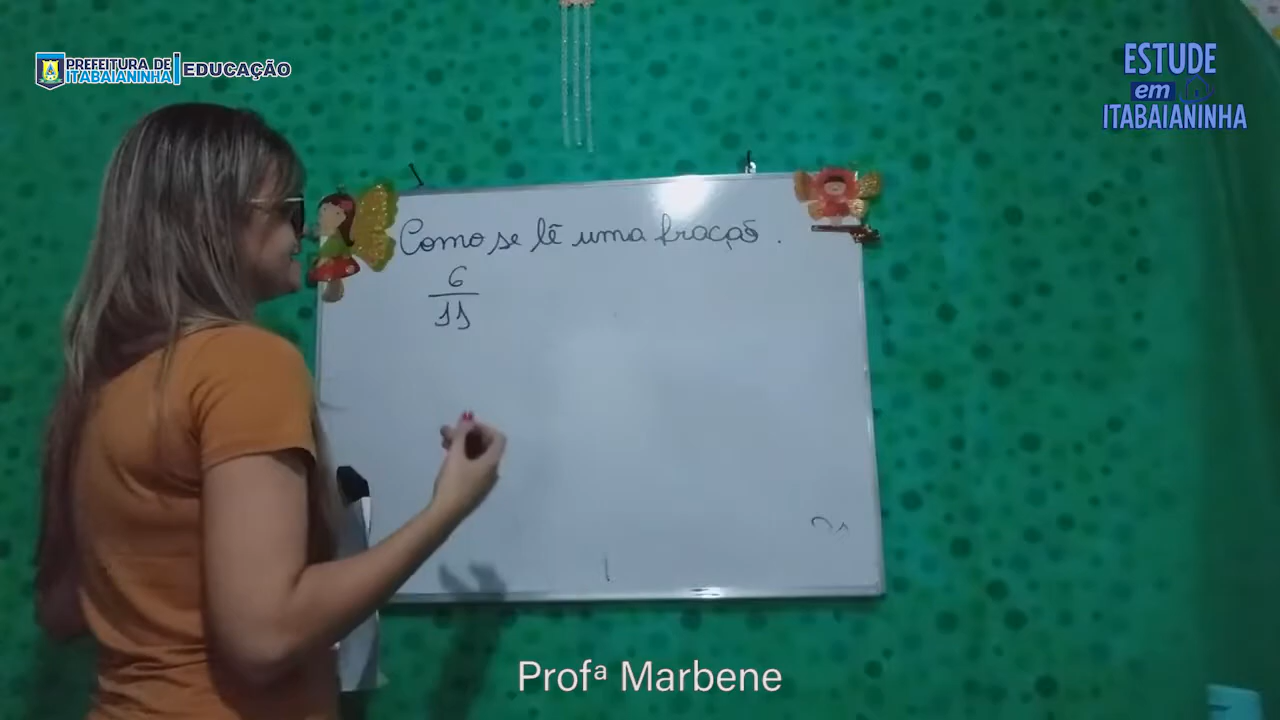 PREFEITURA DE
ITABAIANINHA
EDUCAÇÃO
ESTUDE
em
ITABAIANINHA
Como se lê uma fração.
6
11
Profª Marbene